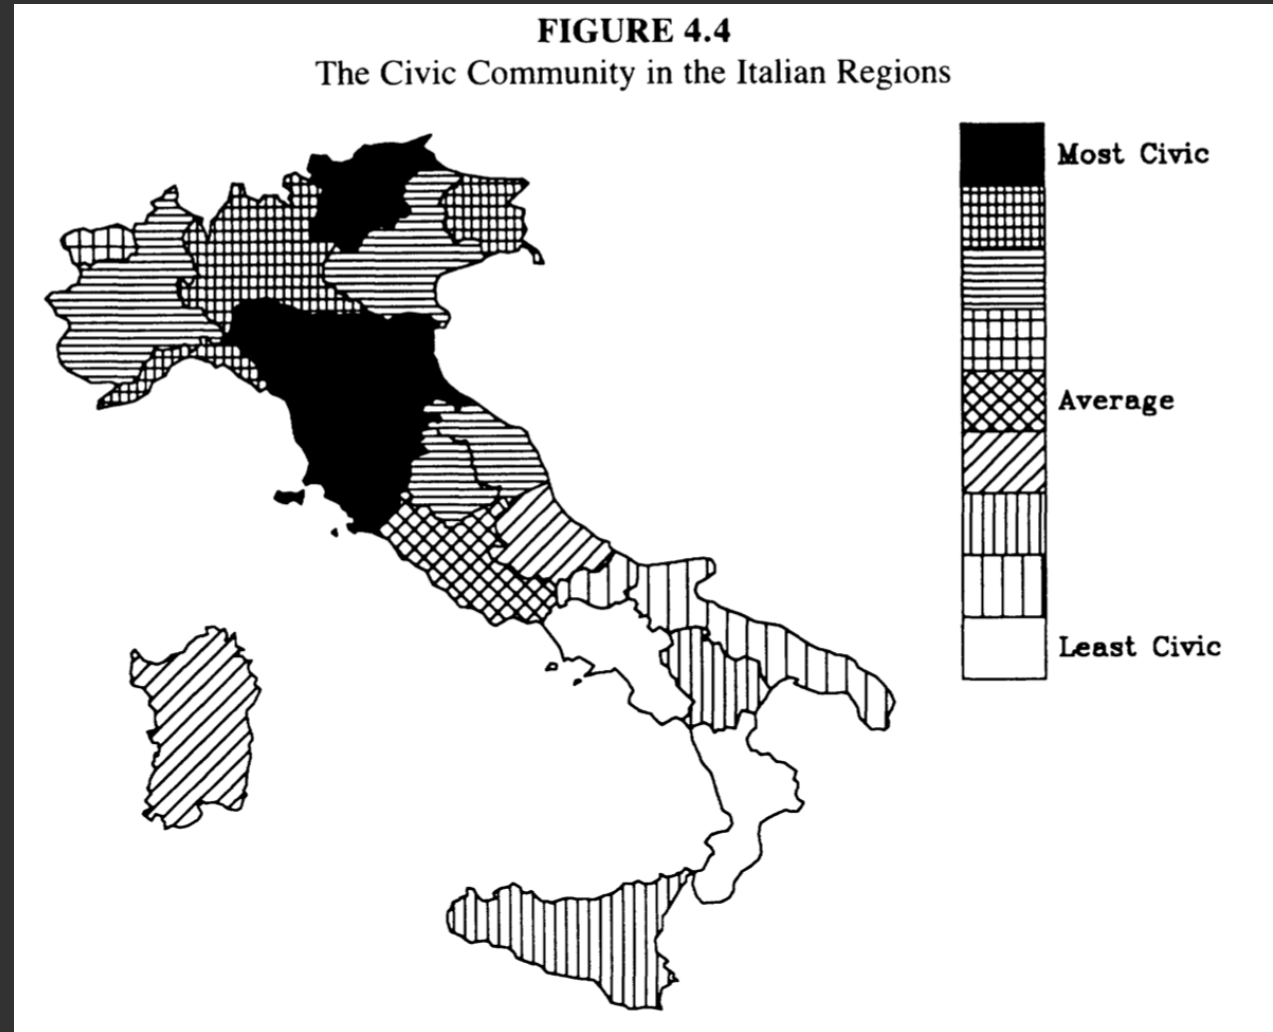 FIGURE 4.4
The Civic Community in the Italian Regions
Most Civic
Average
Least Civic